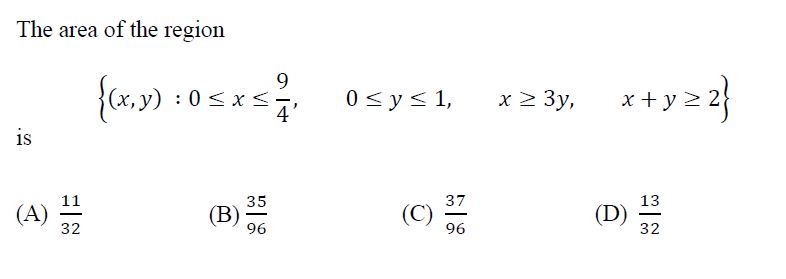 The area of the region
{(x, y) : 0 ≤ x ≤ 9/4, 0 ≤ y ≤ 1, x ≥ 3y, x + y ≥ 2}
is
(A) 11/32 (B) 35/96 (C) 37/96 (D) 13/32